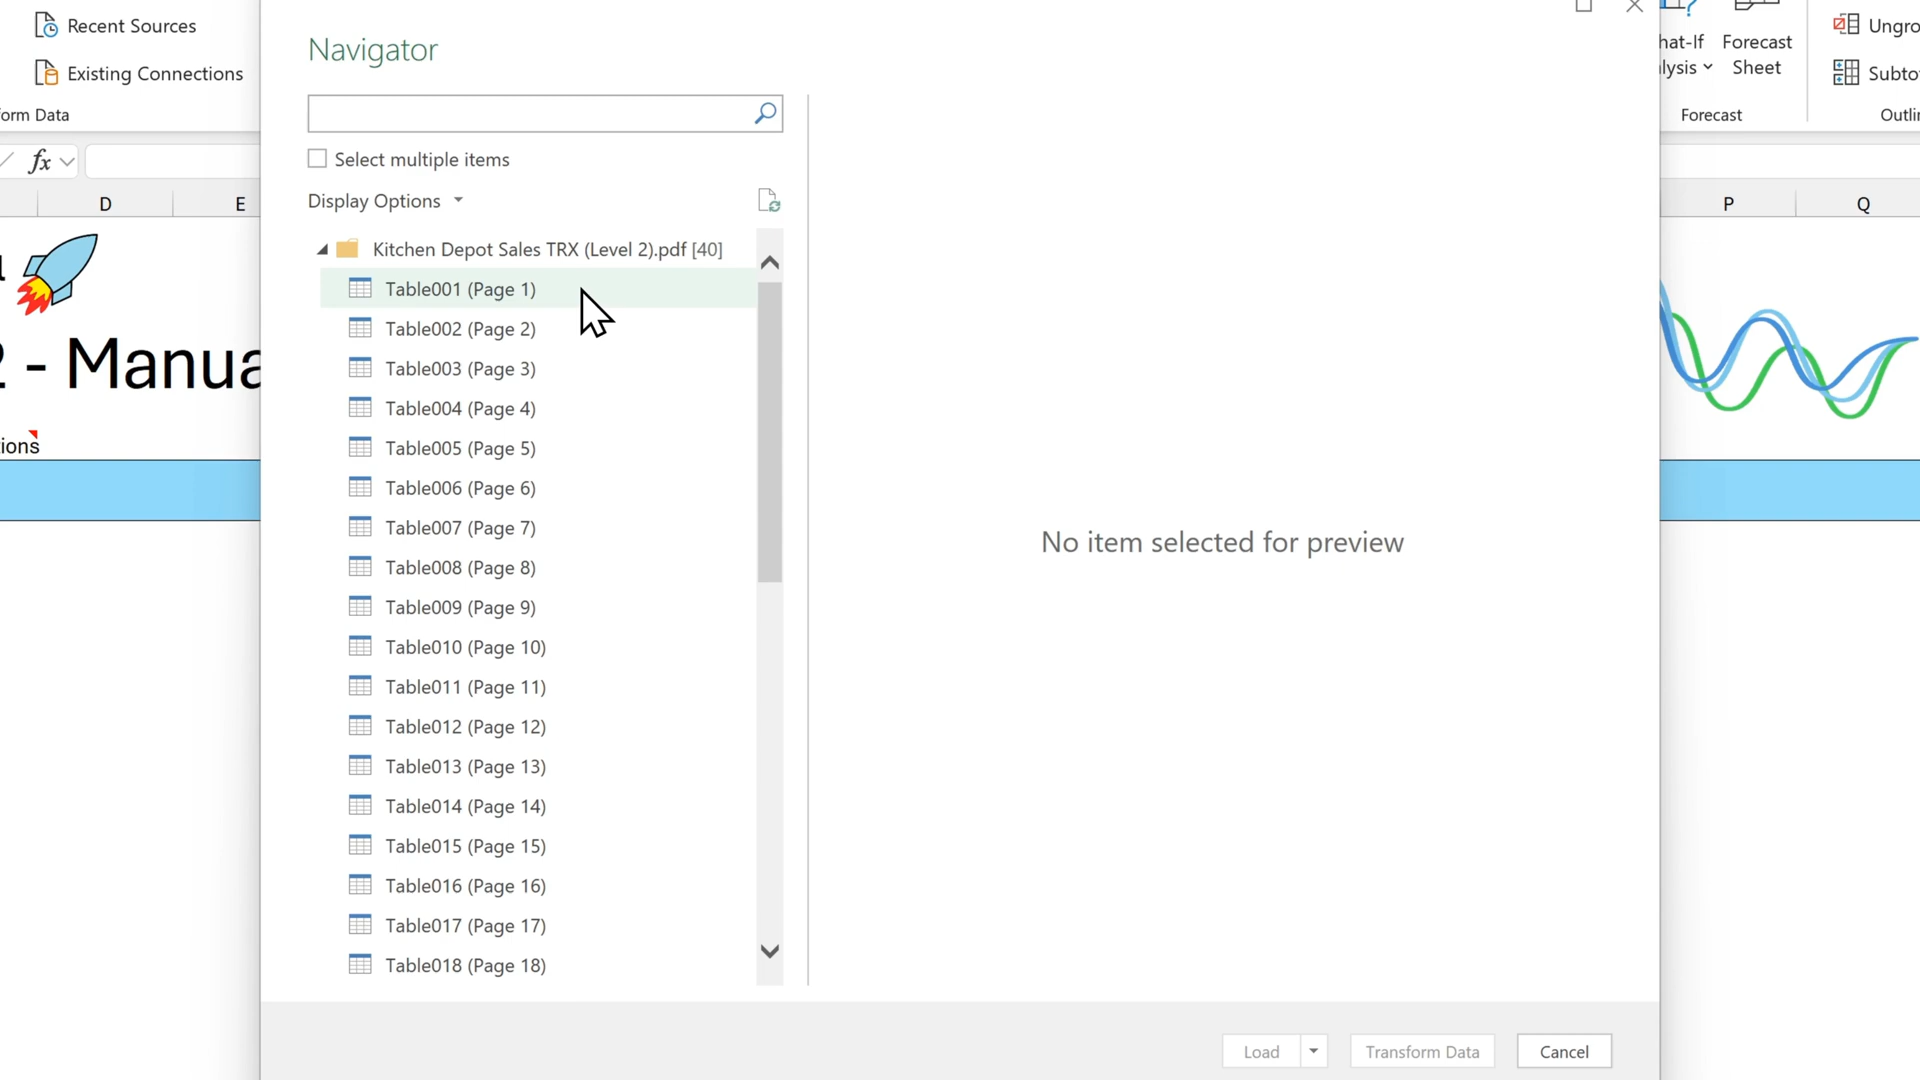 Recent Sources
Existing Connections
orm Data
hat-If
lysis
Forecast
Sheet
Forecast
Ungro
Subto
Outli
fx
D
E
P
Q
2 - Manua
ions
Navigator
Select multiple items
Display Options
Kitchen Depot Sales TRX (Level 2).pdf [40]
Table001 (Page 1)
Table002 (Page 2)
Table003 (Page 3)
Table004 (Page 4)
Table005 (Page 5)
Table006 (Page 6)
Table007 (Page 7)
Table008 (Page 8)
Table009 (Page 9)
Table010 (Page 10)
Table011 (Page 11)
Table012 (Page 12)
Table013 (Page 13)
Table014 (Page 14)
Table015 (Page 15)
Table016 (Page 16)
Table017 (Page 17)
Table018 (Page 18)
No item selected for preview
Load
Transform Data
Cancel